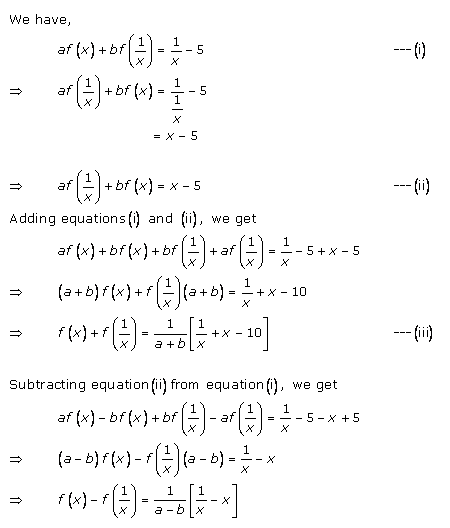 We have,
af(x) + bf(1/x) = 1/x − 5 ---(i)
⇒ af(1/x) + bf(x) = 1/(1/x) − 5
= x − 5
⇒ af(1/x) + bf(x) = x − 5 ---(ii)
Adding equations (i) and (ii), we get
af(x) + bf(x) + bf(1/x) + af(1/x) = 1/x − 5 + x − 5
⇒ (a + b)f(x) + f(1/x)(a + b) = 1/x + x − 10
⇒ f(x) + f(1/x) = 1/(a + b) [1/x + x − 10] ---(iii)
Subtracting equation (ii) from equation (i), we get
af(x) − bf(x) + bf(1/x) − af(1/x) = 1/x − 5 − x + 5
⇒ (a − b)f(x) − f(1/x)(a − b) = 1/x − x
⇒ f(x) − f(1/x) = 1/(a − b) [1/x − x]